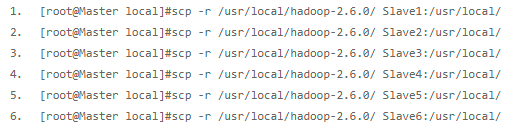 1. [root@Master local]#scp -r /usr/local/hadoop-2.6.0/ Slave1:/usr/local/
2. [root@Master local]#scp -r /usr/local/hadoop-2.6.0/ Slave2:/usr/local/
3. [root@Master local]#scp -r /usr/local/hadoop-2.6.0/ Slave3:/usr/local/
4. [root@Master local]#scp -r /usr/local/hadoop-2.6.0/ Slave4:/usr/local/
5. [root@Master local]#scp -r /usr/local/hadoop-2.6.0/ Slave5:/usr/local/
6. [root@Master local]#scp -r /usr/local/hadoop-2.6.0/ Slave6:/usr/local/